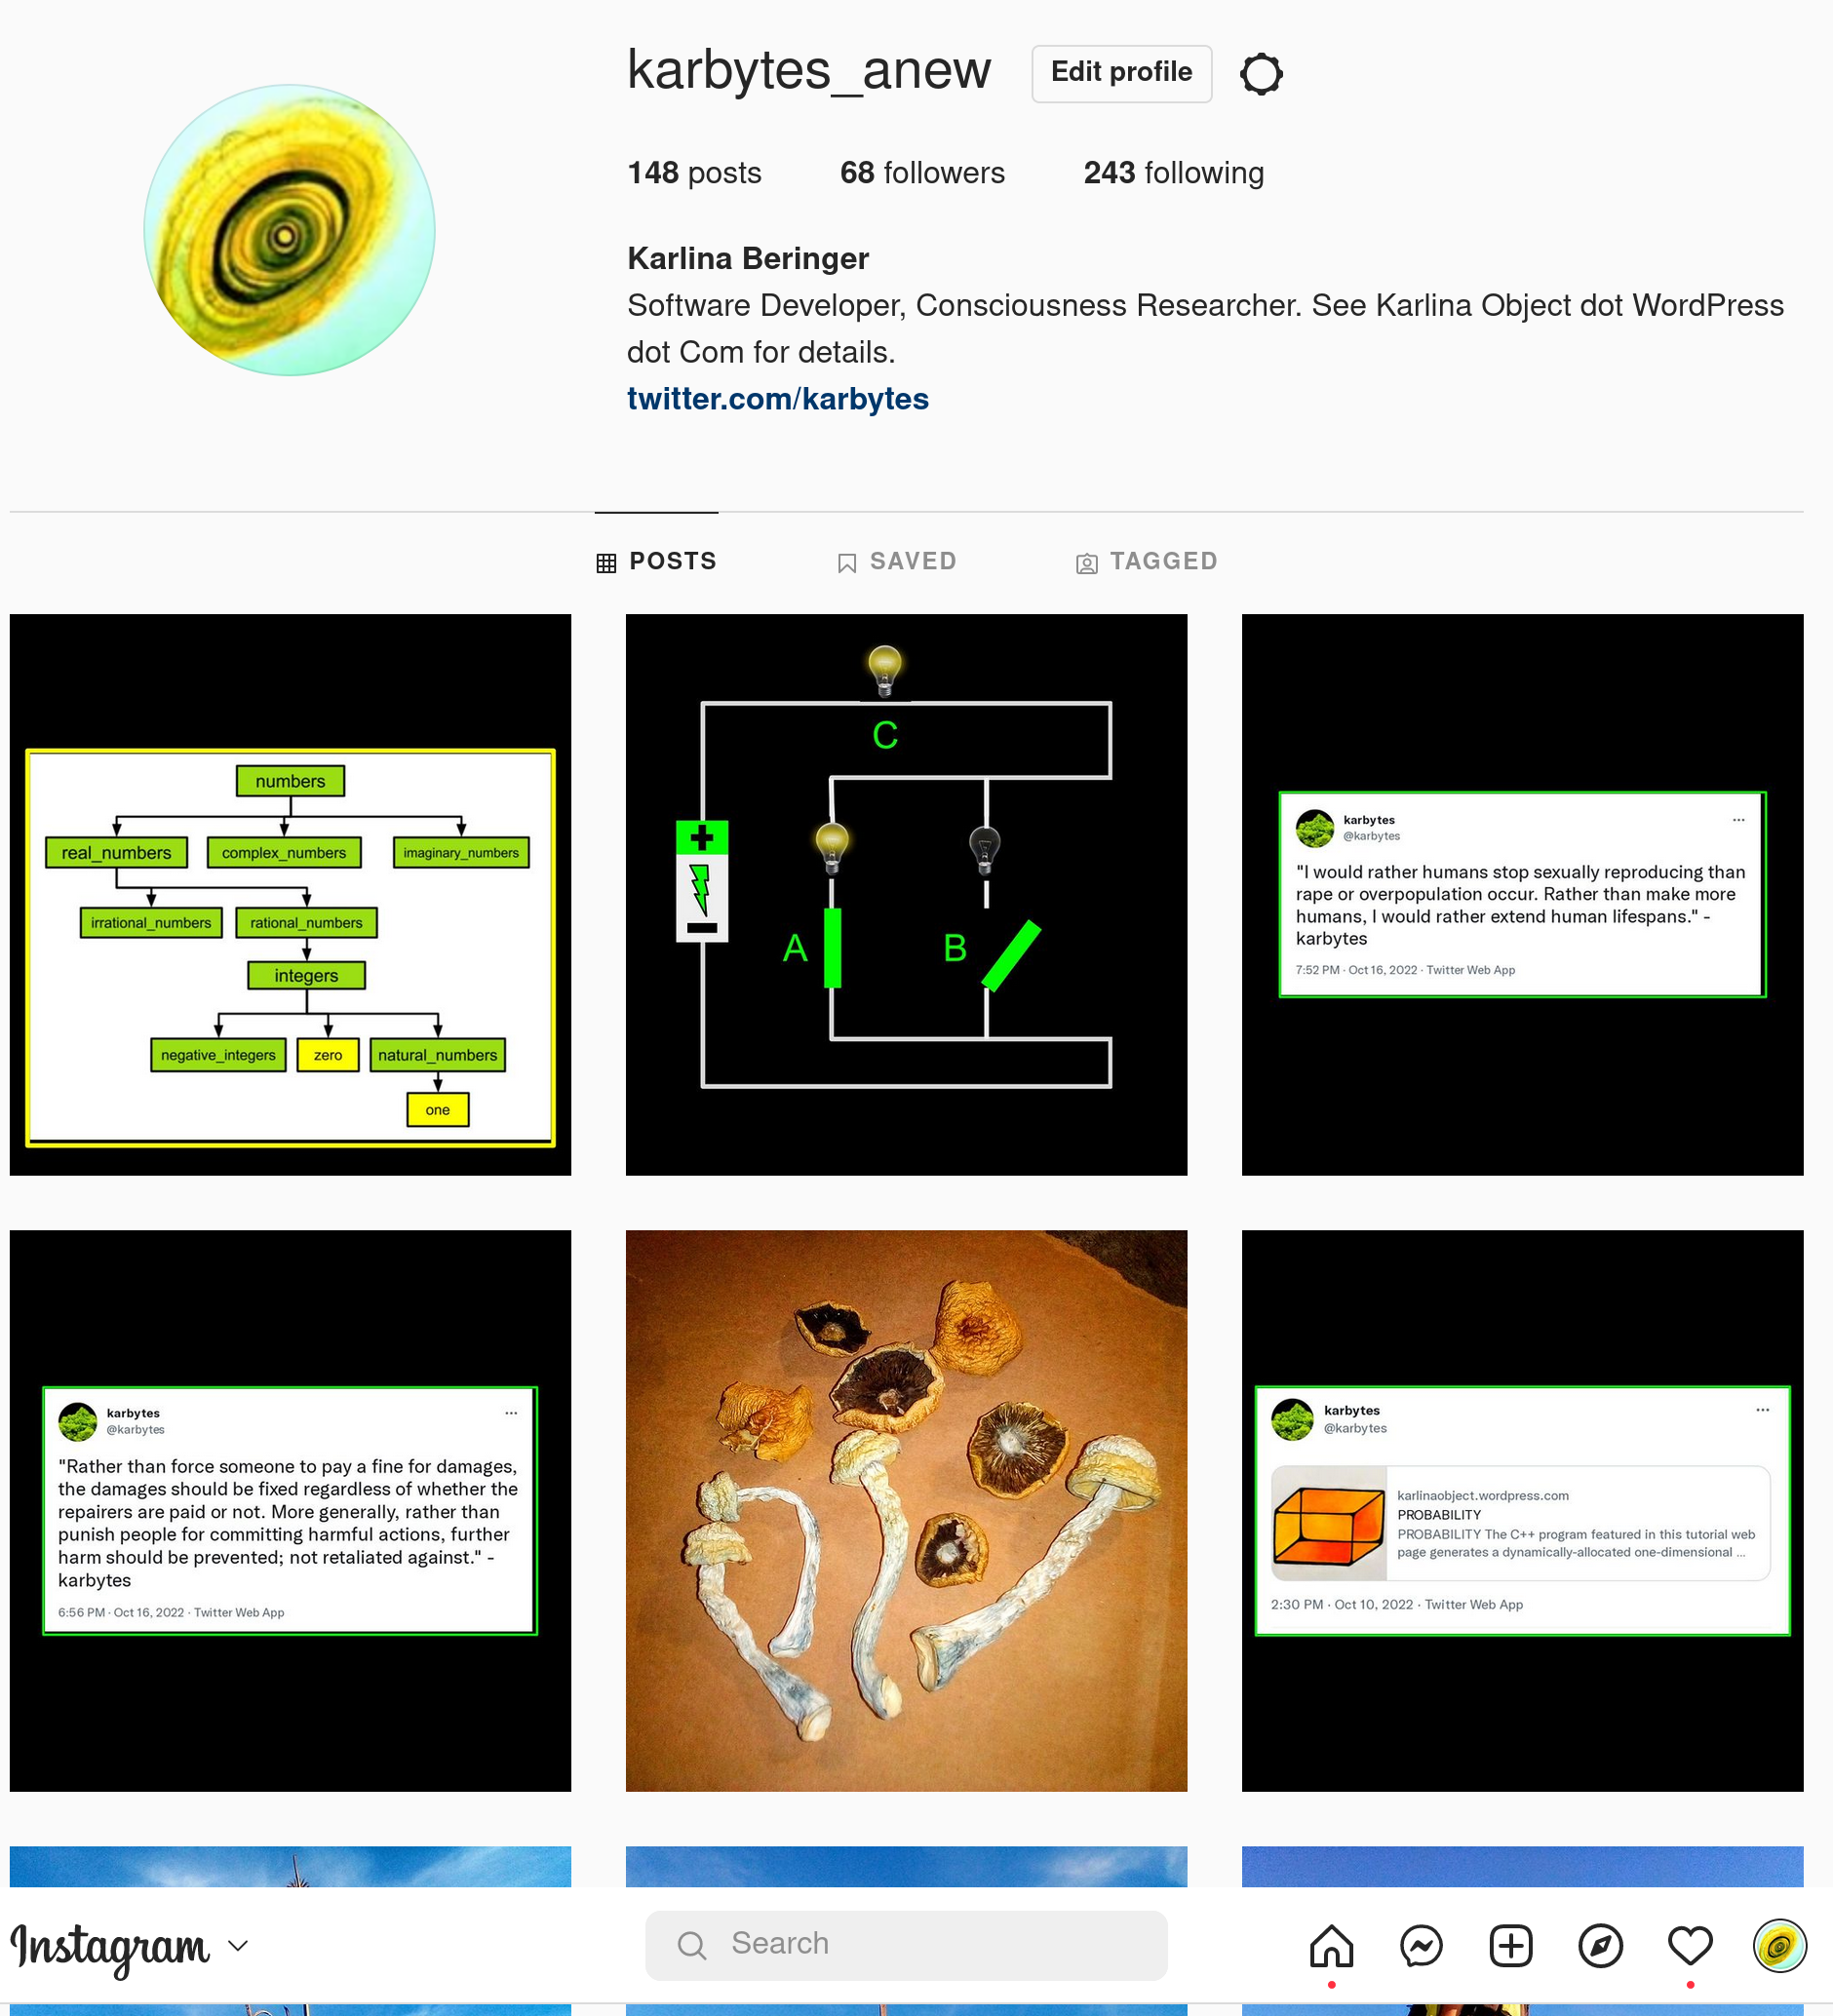 karbytes_anew Edit profile
148 posts 68 followers 243 following
Karlina Beringer
Software Developer, Consciousness Researcher. See Karlina Object dot WordPress
dot Com for details.
twitter.com/karbytes
POSTS SAVED TAGGED
numbers
real_numbers complex_numbers imaginary_numbers
irrational_numbers rational_numbers
integers
negative_integers zero natural_numbers
one
C
+
A B
karbytes
@karbytes
"I would rather humans stop sexually reproducing than
rape or overpopulation occur. Rather than make more
humans, I would rather extend human lifespans." -
karbytes
7:52 PM · Oct 16, 2022 · Twitter Web App
karbytes
@karbytes
"Rather than force someone to pay a fine for damages,
the damages should be fixed regardless of whether the
repairers are paid or not. More generally, rather than
punish people for committing harmful actions, further
harm should be prevented; not retaliated against." -
karbytes
6:56 PM · Oct 16, 2022 · Twitter Web App
karbytes
@karbytes
karlinaobject.wordpress.com
PROBABILITY
PROBABILITY The C++ program featured in this tutorial web
page generates a dynamically-allocated one-dimensional ...
2:30 PM · Oct 10, 2022 · Twitter Web App
Instagram Search